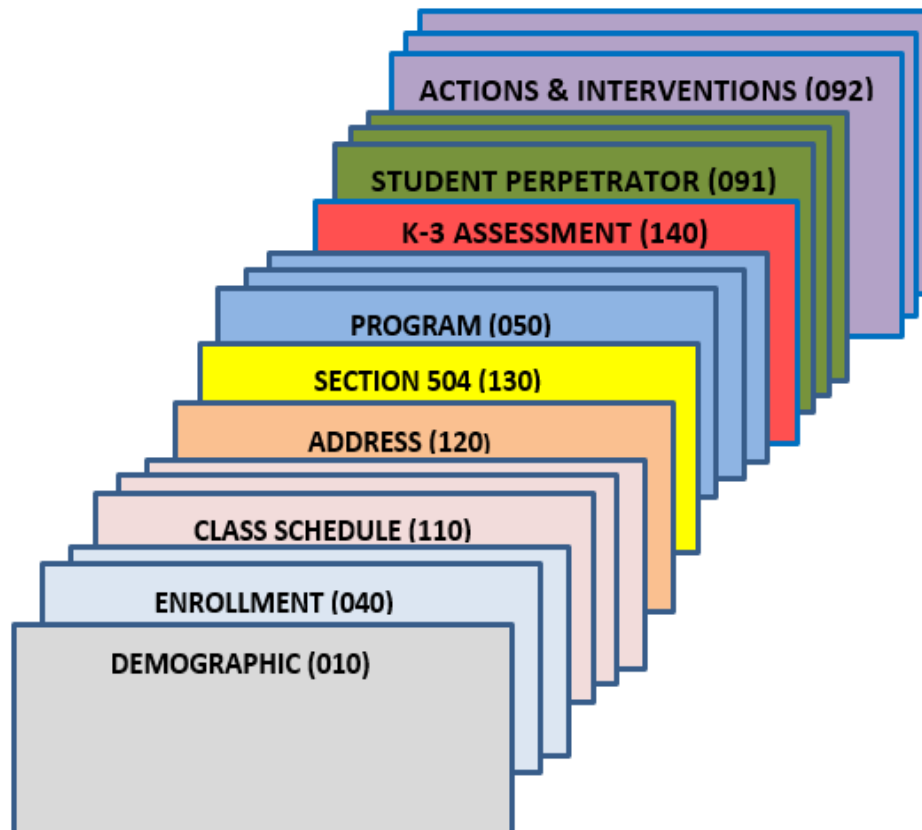 ACTIONS & INTERVENTIONS (092)
STUDENT PERPETRATOR (091)
K-3 ASSESSMENT (140)
PROGRAM (050)
SECTION 504 (130)
ADDRESS (120)
CLASS SCHEDULE (110)
ENROLLMENT (040)
DEMOGRAPHIC (010)